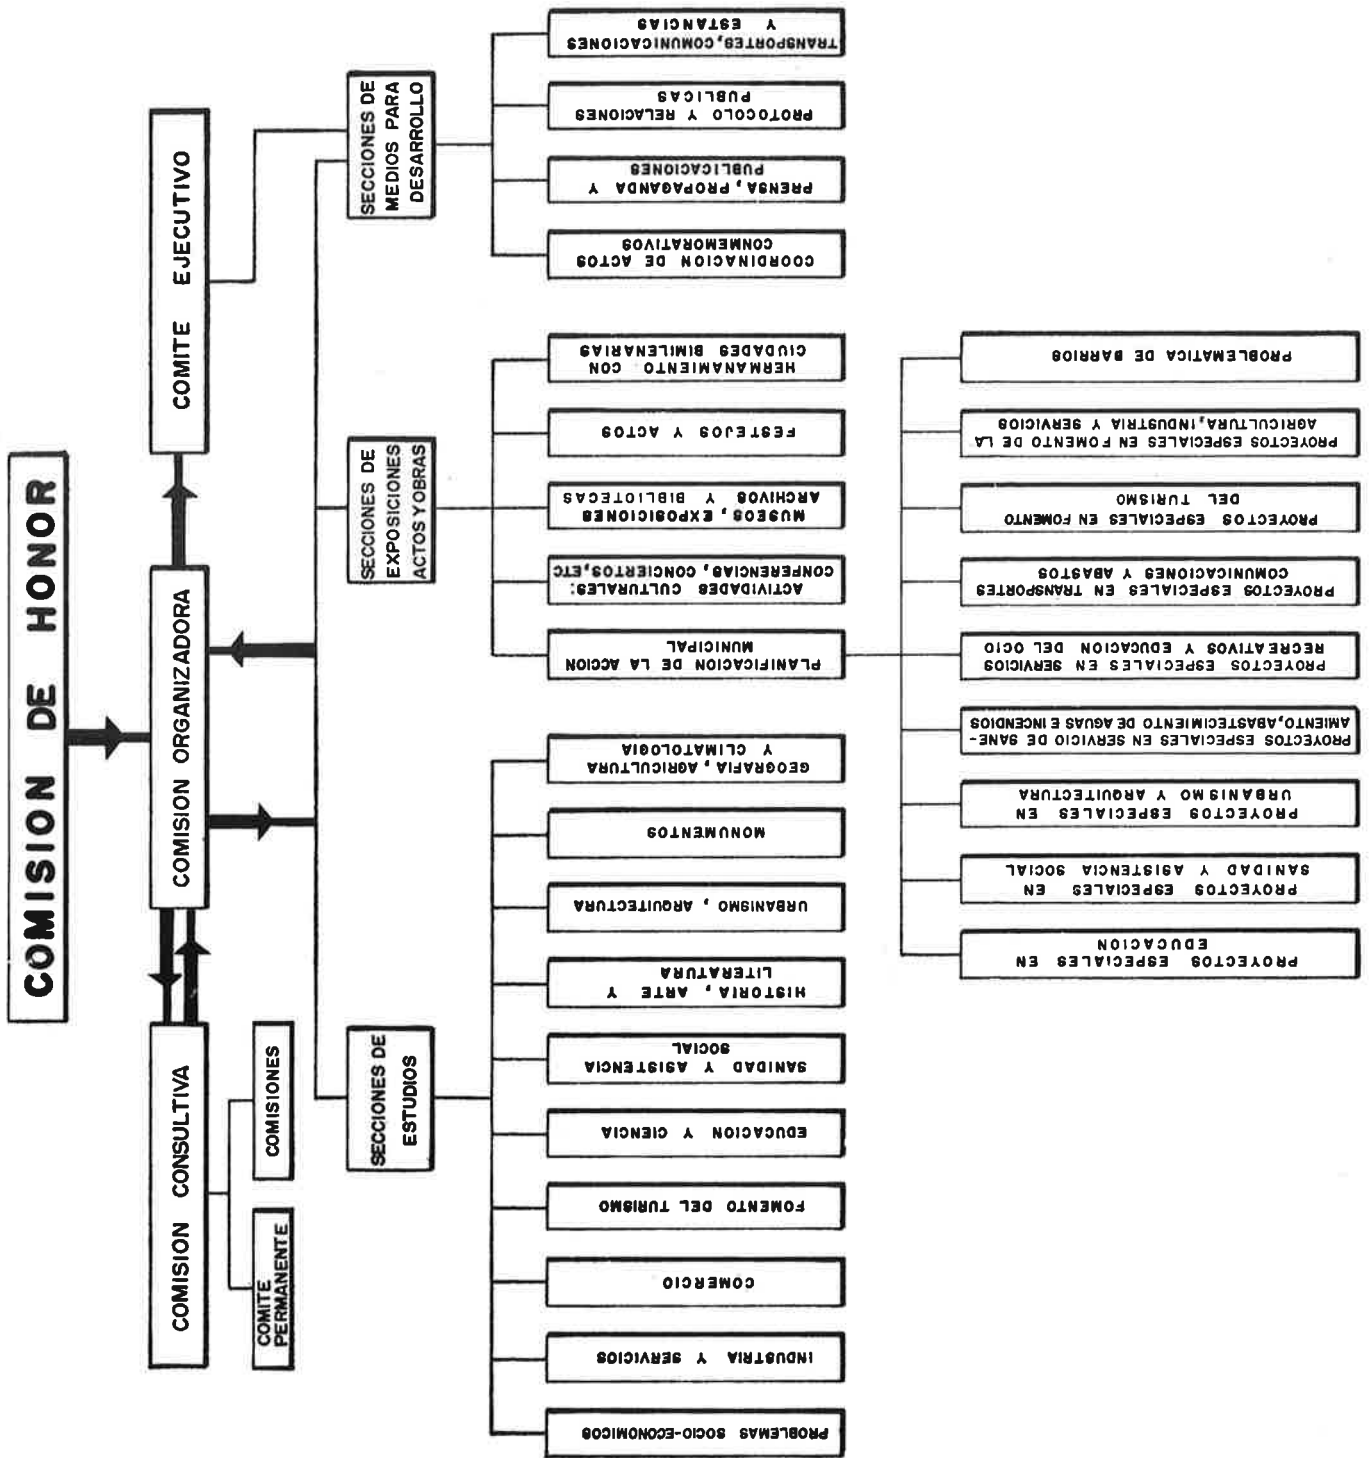 COMISION DE HONOR
COMISION CONSULTIVA
COMISION ORGANIZADORA
COMITE EJECUTIVO
COMITE
PERMANENTE
COMISIONES
SECCIONES DE
ESTUDIOS
SECCIONES DE
EXPOSICIONES
ACTOS Y OBRAS
SECCIONES DE
MEDIOS PARA
DESARROLLO
PROBLEMAS SOCIO-ECONOMICOS
INDUSTRIA Y SERVICIOS
COMERCIO
FOMENTO DEL TURISMO
EDUCACION Y CIENCIA
SANIDAD Y ASISTENCIA
SOCIAL
HISTORIA, ARTE Y
LITERATURA
URBANISMO, ARQUITECTURA
MONUMENTOS
GEOGRAFIA, AGRICULTURA
Y CLIMATOLOGIA
PLANIFICACION DE LA ACCION
MUNICIPAL
ACTIVIDADES CULTURALES:
CONFERENCIAS, CONCIERTOS, ETC
MUSEOS, EXPOSICIONES
ARCHIVOS Y BIBLIOTECAS
FESTEJOS Y ACTOS
HERMANAMIENTO CON
CIUDADES BIMILENARIAS
COORDINACION DE ACTOS
CONMEMORATIVOS
PRENSA, PROPAGANDA Y
PUBLICACIONES
PROTOCOLO Y RELACIONES
PUBLICAS
TRANSPORTES, COMUNICACIONES
Y ESTANCIAS
PROYECTOS ESPECIALES EN
EDUCACION
PROYECTOS ESPECIALES EN
SANIDAD Y ASISTENCIA SOCIAL
PROYECTOS ESPECIALES EN
URBANISMO Y ARQUITECTURA
PROYECTOS ESPECIALES EN SERVICIO DE SANE-
AMIENTO, ABASTECIMIENTO DE AGUAS E INCENDIOS
PROYECTOS ESPECIALES EN SERVICIOS
RECREATIVOS Y EDUCACION DEL OCIO
PROYECTOS ESPECIALES EN TRANSPORTES
COMUNICACIONES Y ABASTOS
PROYECTOS ESPECIALES EN FOMENTO
DEL TURISMO
PROYECTOS ESPECIALES EN FOMENTO DE LA
AGRICULTURA, INDUSTRIA Y SERVICIOS
PROBLEMATICA DE BARRIOS